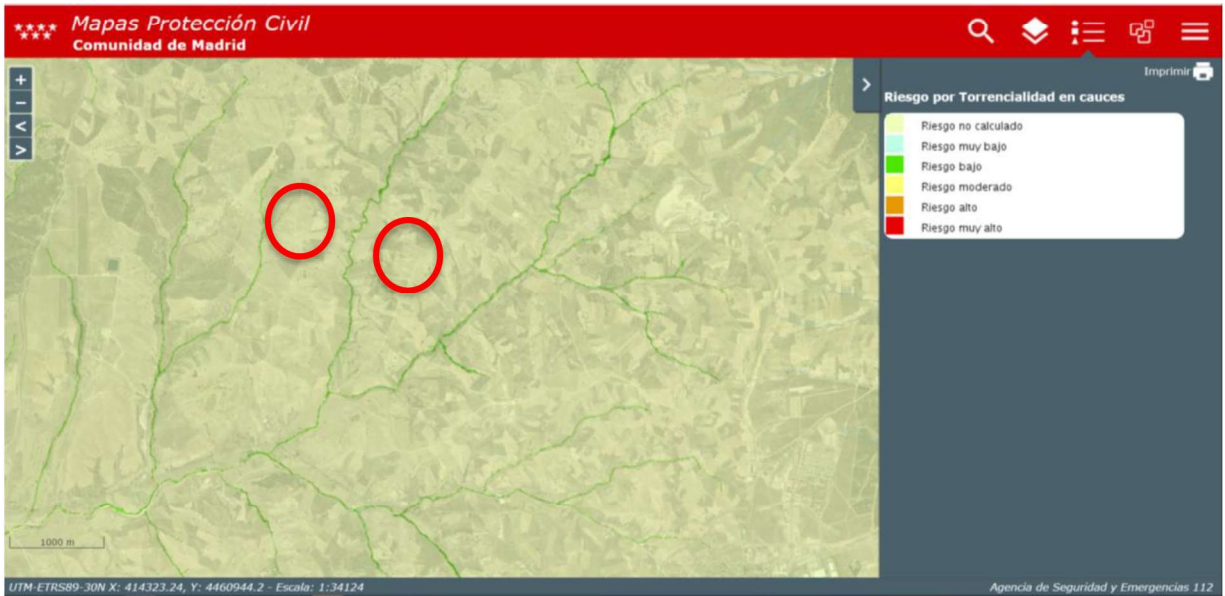 Mapas Protección Civil
Comunidad de Madrid
+
−
<
>
>
Imprimir
Riesgo por Torrencialidad en cauces
Riesgo no calculado
Riesgo muy bajo
Riesgo bajo
Riesgo moderado
Riesgo alto
Riesgo muy alto
1000 m
UTM-ETRS89-30N X: 414323.24, Y: 4460944.2 - Escala: 1:34124
Agencia de Seguridad y Emergencias 112